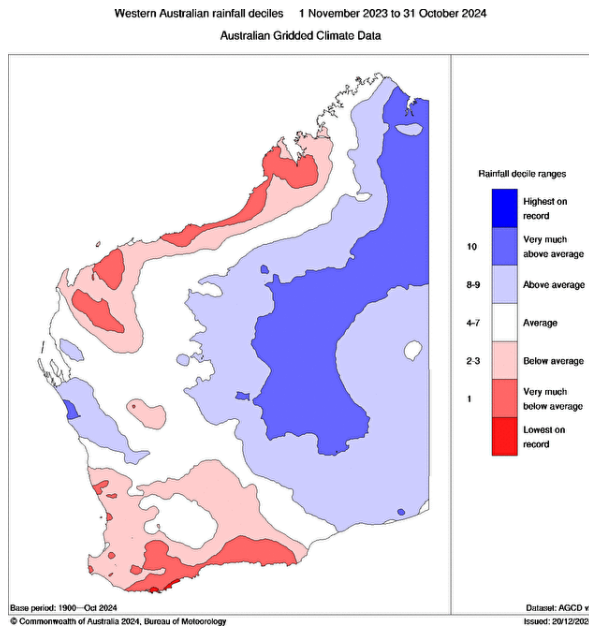 Western Australian rainfall deciles 1 November 2023 to 31 October 2024
Australian Gridded Climate Data
Rainfall decile ranges
Highest on
record
10
Very much
above average
8-9
Above average
4-7
Average
2-3
Below average
1
Very much
below average
Lowest on
record
Base period: 1900—Oct 2024
Dataset: AGCD v
© Commonwealth of Australia 2024, Bureau of Meteorology
Issued: 20/12/202